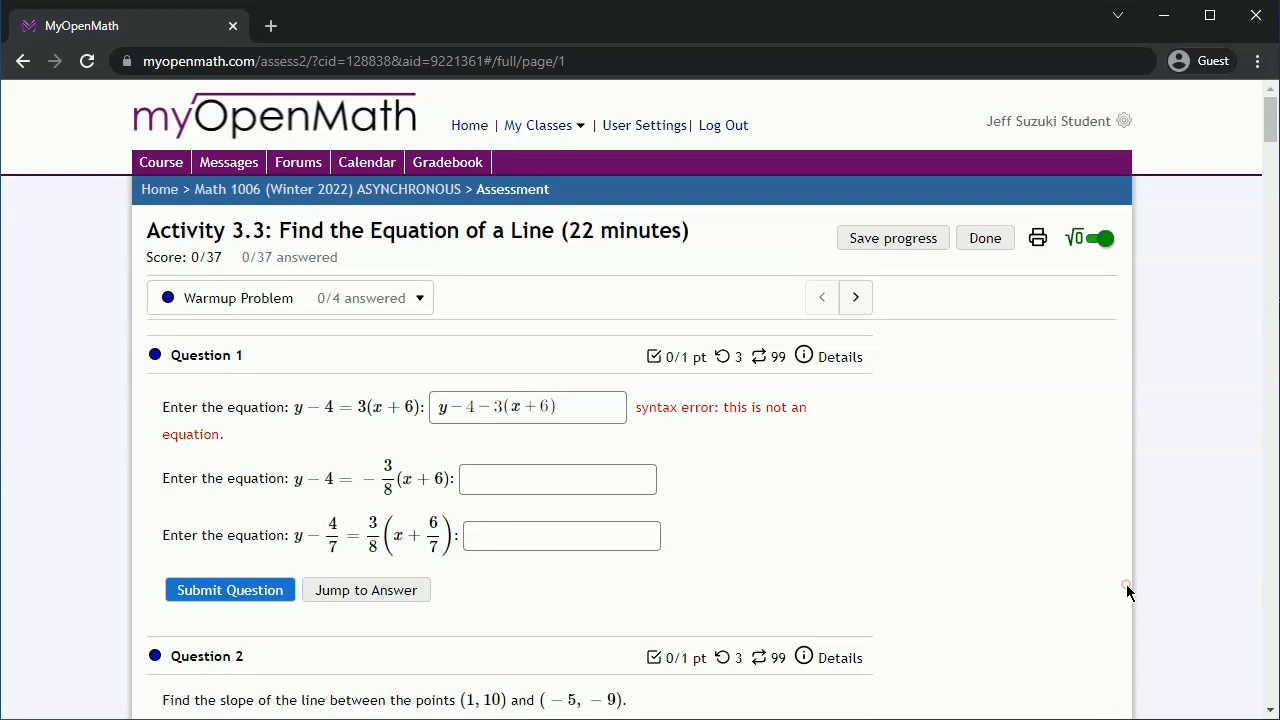 MyOpenMath
myopenmath.com/assess2/?cid=128838&aid=9221361#/full/page/1
Guest
myOpenMath
Home | My Classes | User Settings | Log Out
Jeff Suzuki Student
Course Messages Forums Calendar Gradebook
Home > Math 1006 (Winter 2022) ASYNCHRONOUS > Assessment
Activity 3.3: Find the Equation of a Line (22 minutes)
Save progress Done √0
Score: 0/37 0/37 answered
Warmup Problem 0/4 answered
< >
Question 1
0/1 pt 3 99 Details
Enter the equation: y − 4 = 3(x + 6): y − 4 − 3(x + 6) syntax error: this is not an
equation.
Enter the equation: y − 4 = − 3/8 (x + 6):
Enter the equation: y − 4/7 = 3/8 (x + 6/7):
Submit Question Jump to Answer
Question 2
0/1 pt 3 99 Details
Find the slope of the line between the points (1, 10) and ( − 5, − 9).